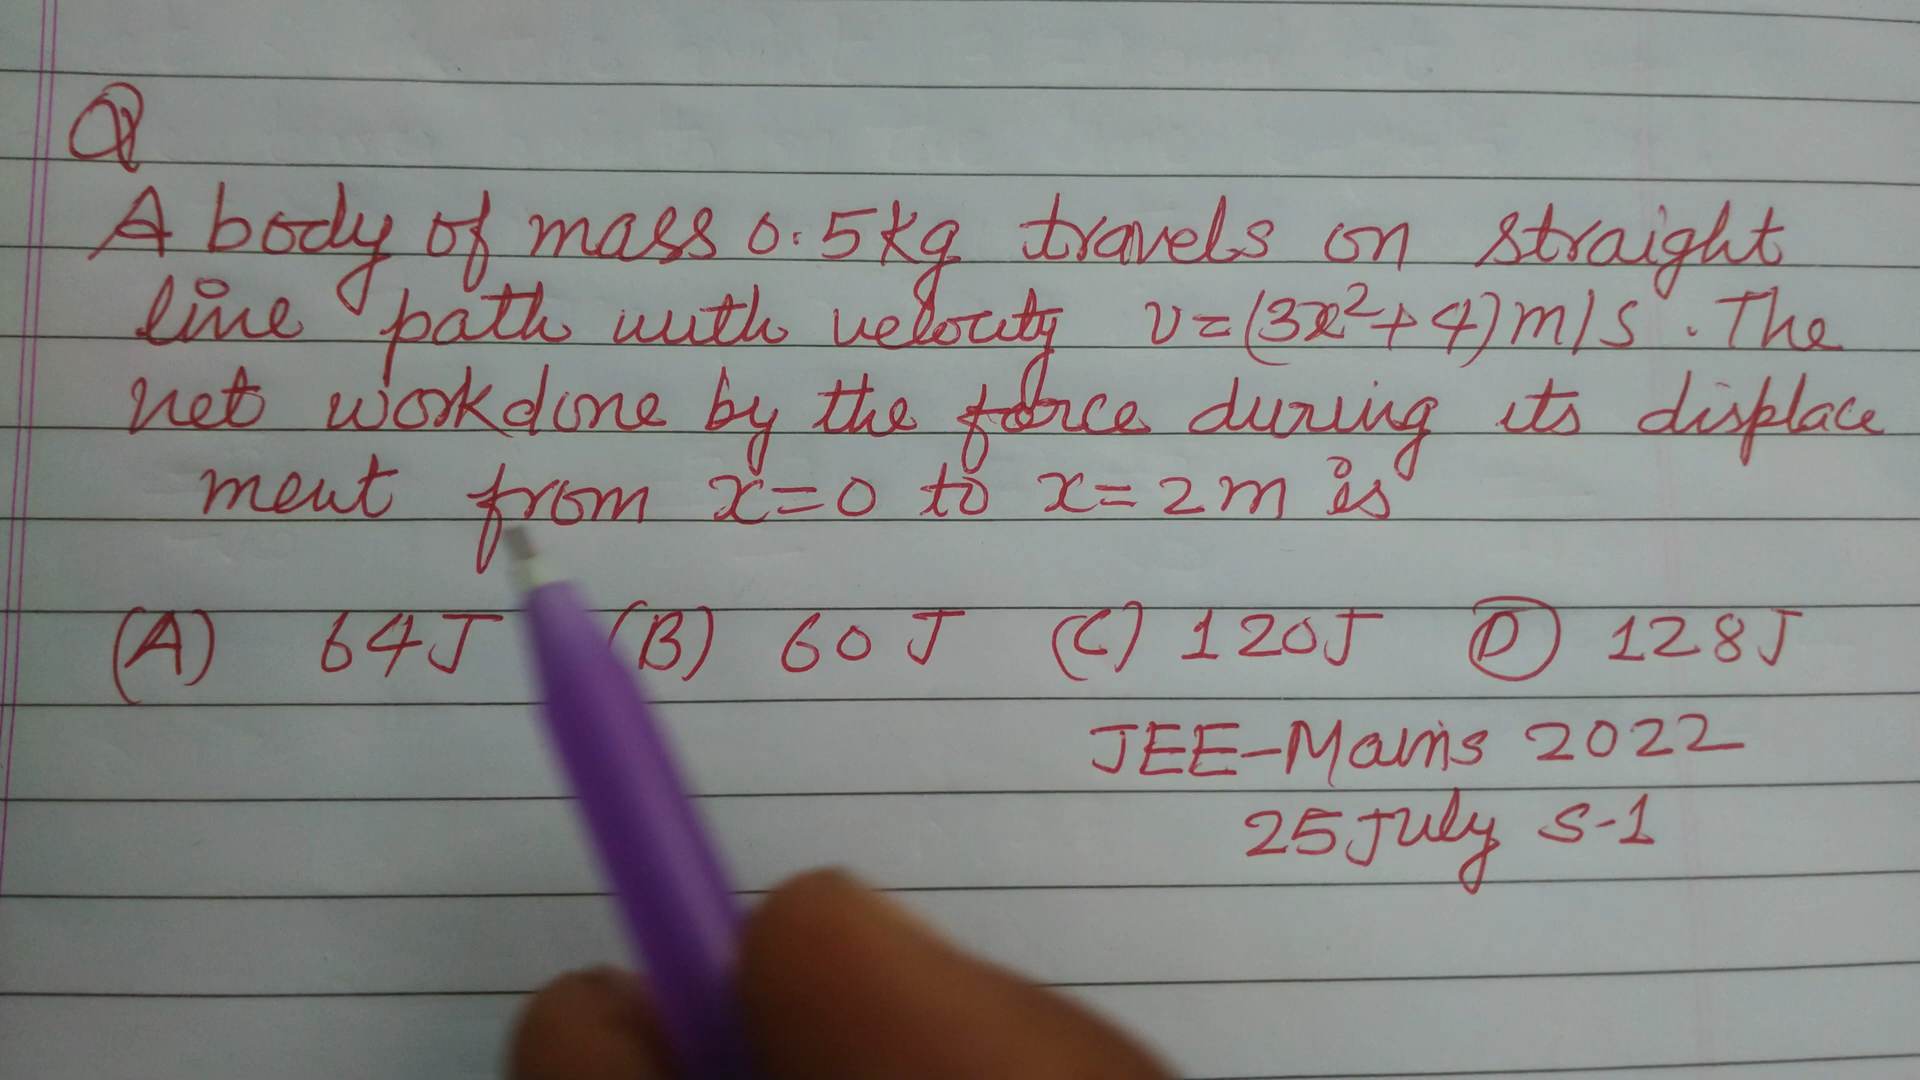 Q
A body of mass 0.5kg travels on straight
line path with velocity v=(3x²+4)m/s. The
net workdone by the force during its displace
ment from x=0 to x=2m is
(A) 64J (B) 60J (C) 120J (D) 128J
JEE-Mains 2022
25 July S-1